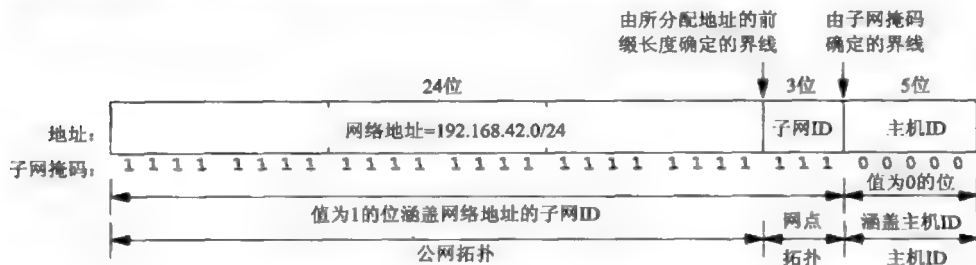 由所分配地址的前
缀长度确定的界线
由子网掩码
确定的界线
24位
3位
5位
地址：
网络地址=192.168.42.0/24
子网ID
主机ID
子网掩码：
1 1 1 1 1 1 1 1 1 1 1 1 1 1 1 1 1 1 1 1 1 1 1 1 1 1 1 0 0 0 0 0
值为1的位涵盖网络地址的子网ID
值为0的位
涵盖主机ID
公网拓扑
网点
拓扑
主机ID